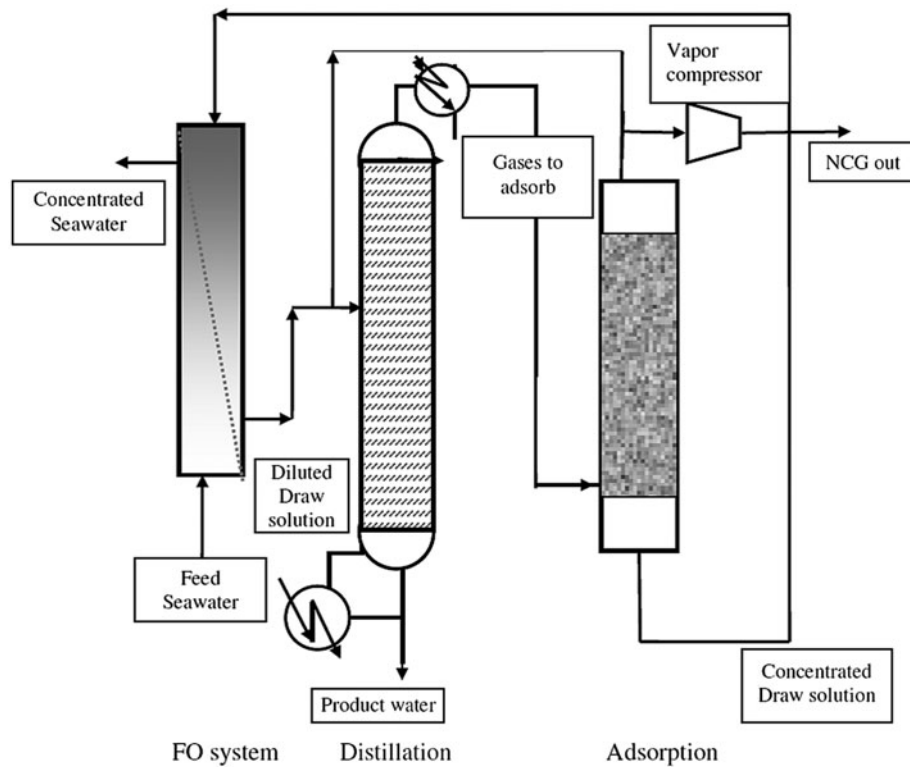 Vapor
compressor
Gases to
adsorb
NCG out
Concentrated
Seawater
Diluted
Draw
solution
Feed
Seawater
Concentrated
Draw solution
Product water
FO system
Distillation
Adsorption